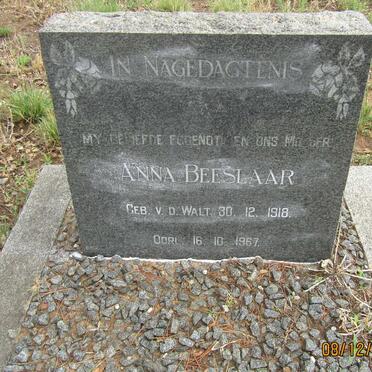 IN NAGEDAGTENIS
VAN
MY GELIEFDE EGGENOTE EN ONS MOEDER
ANNA BEESLAAR
GEB. V. D. WALT. 30. 12. 1918.
OORL. 16. 10. 1967.
08/12/